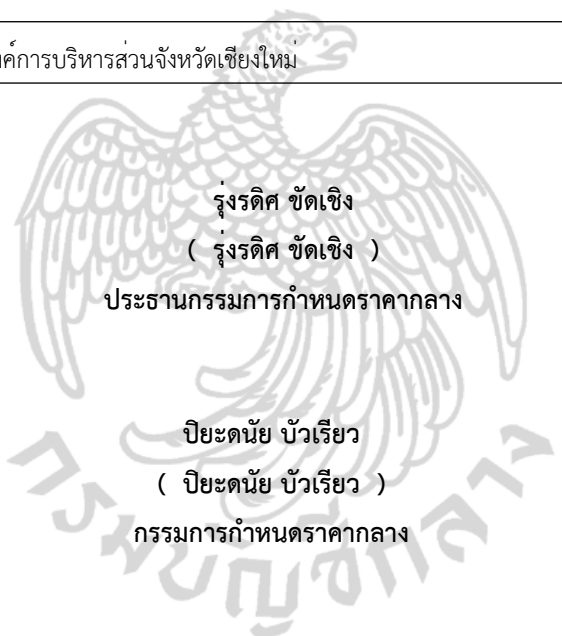 ค์การบริหารส่วนจังหวัดเชียงใหม่
รุ่งรดิศ ขัดเชิง
( รุ่งรดิศ ขัดเชิง )
ประธานกรรมการกำหนดราคากลาง
ปิยะดนัย บัวเรียว
( ปิยะดนัย บัวเรียว )
กรรมการกำหนดราคากลาง
กรมบัญชีกลาง